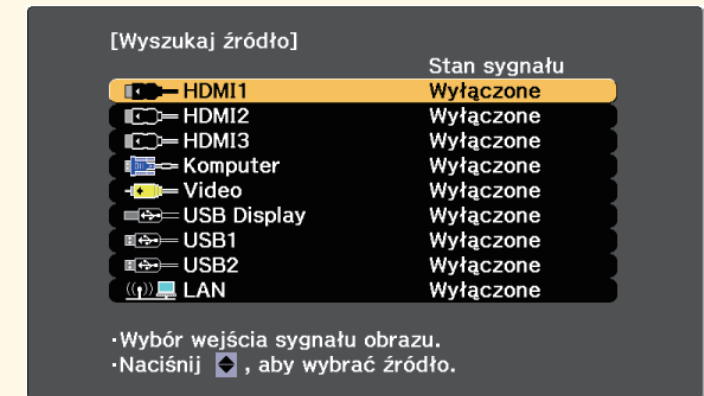 [Wyszukaj źródło]
Stan sygnału
HDMI1 Wyłączone
HDMI2 Wyłączone
HDMI3 Wyłączone
Komputer Wyłączone
Video Wyłączone
USB Display Wyłączone
USB1 Wyłączone
USB2 Wyłączone
LAN Wyłączone
·Wybór wejścia sygnału obrazu.
·Naciśnij , aby wybrać źródło.